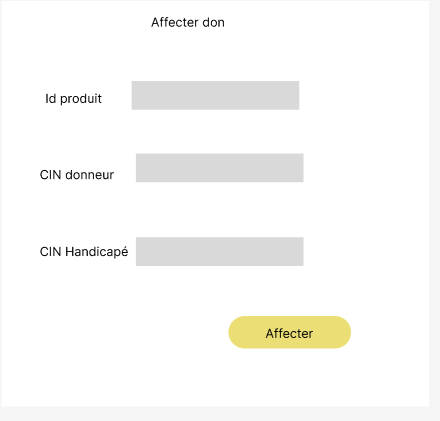 Affecter don
Id produit
CIN donneur
CIN Handicapé
Affecter